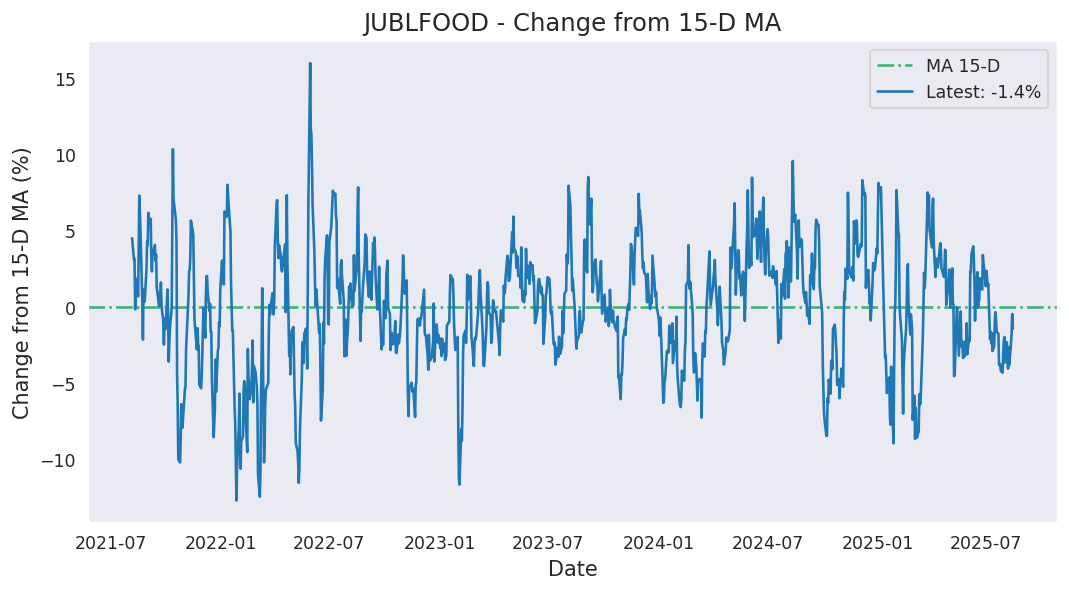 JUBLFOOD - Change from 15-D MA
MA 15-D
Latest: -1.4%
Change from 15-D MA (%)
15
10
5
0
−5
−10
2021-07 2022-01 2022-07 2023-01 2023-07 2024-01 2024-07 2025-01 2025-07
Date